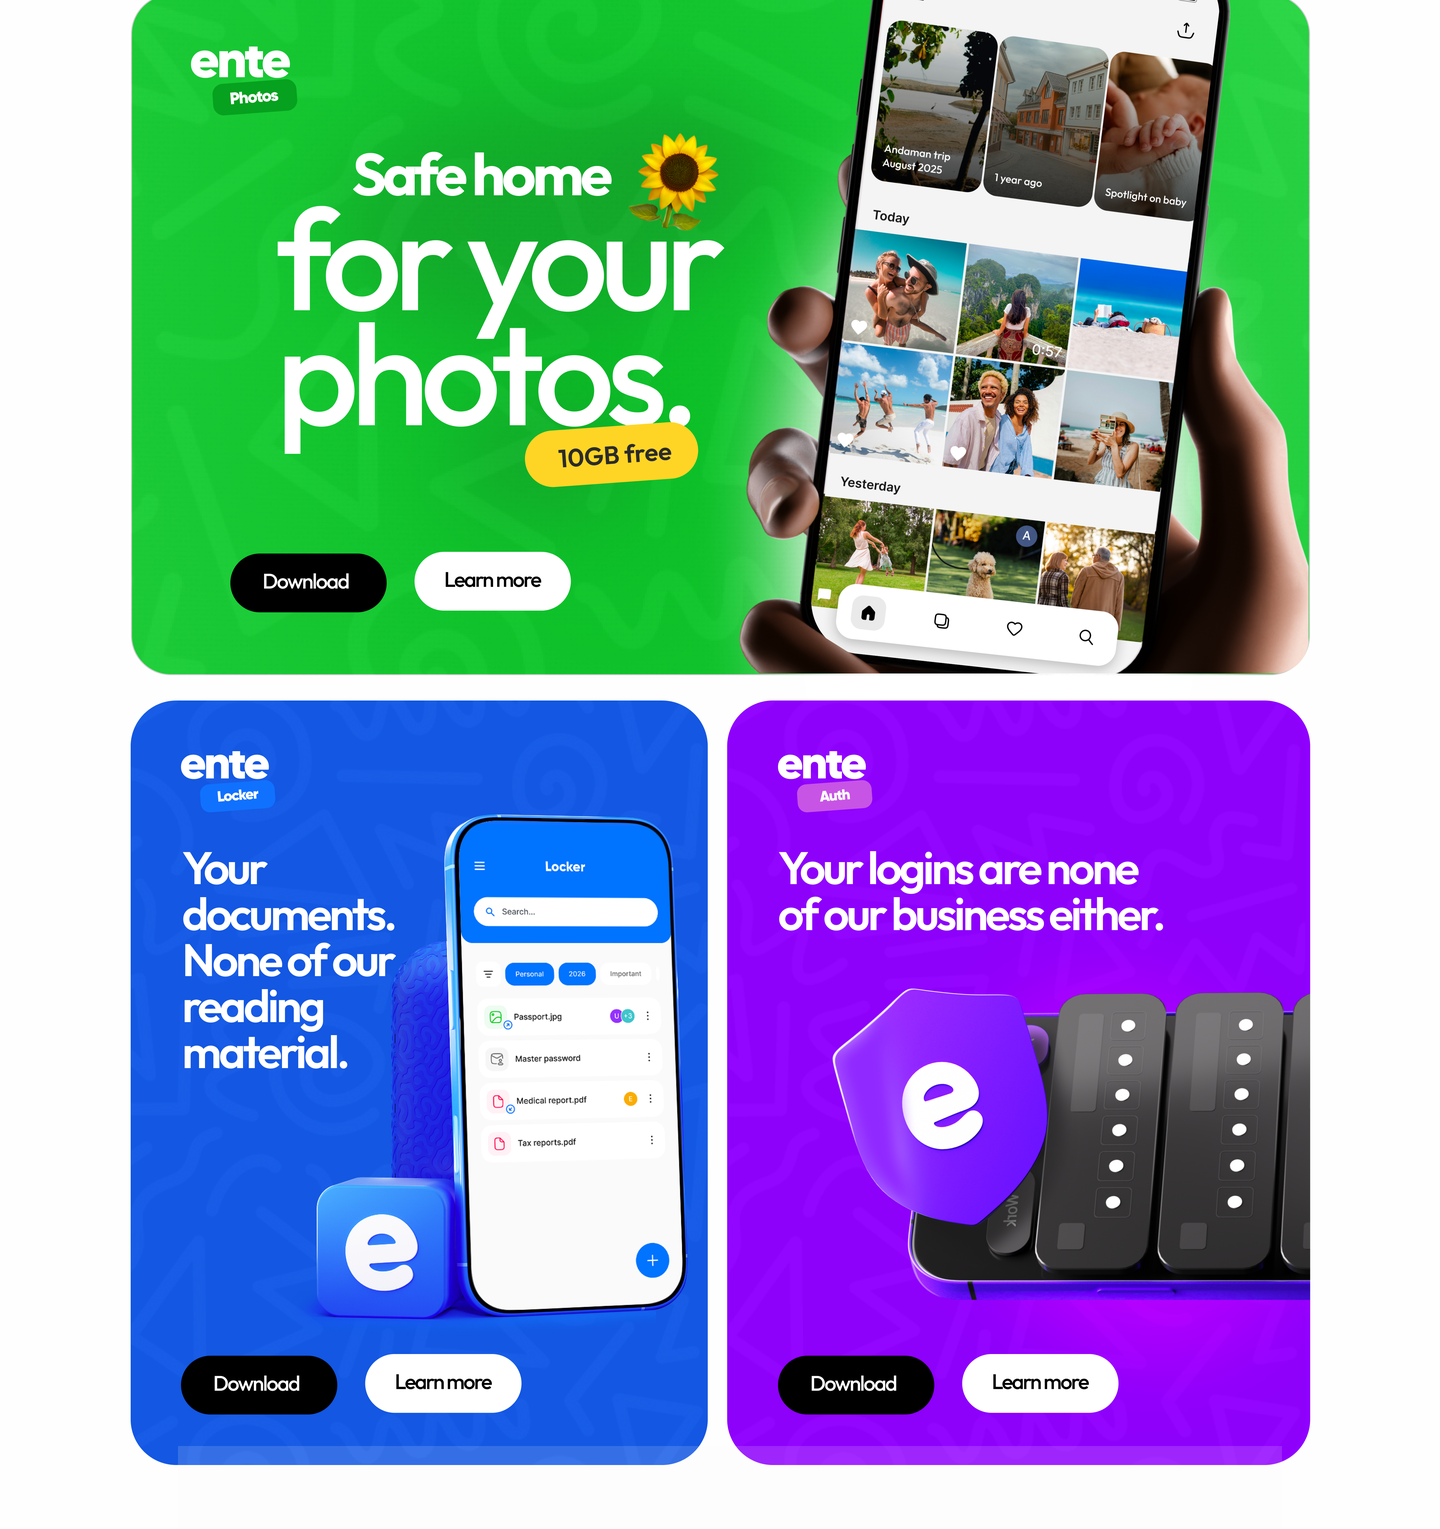 ente
Photos
Safe home
for your
photos.
10GB free
Download
Learn more
Andaman trip
August 2025
1 year ago
Spotlight on baby
Today
0:57
Yesterday
A
ente
Locker
Your
documents.
None of our
reading
material.
Locker
Search...
Personal
2026
Important
Passport.jpg
U
+3
Master password
Medical report.pdf
E
Tax reports.pdf
e
Download
Learn more
ente
Auth
Your logins are none
of our business either.
e
Work
Download
Learn more